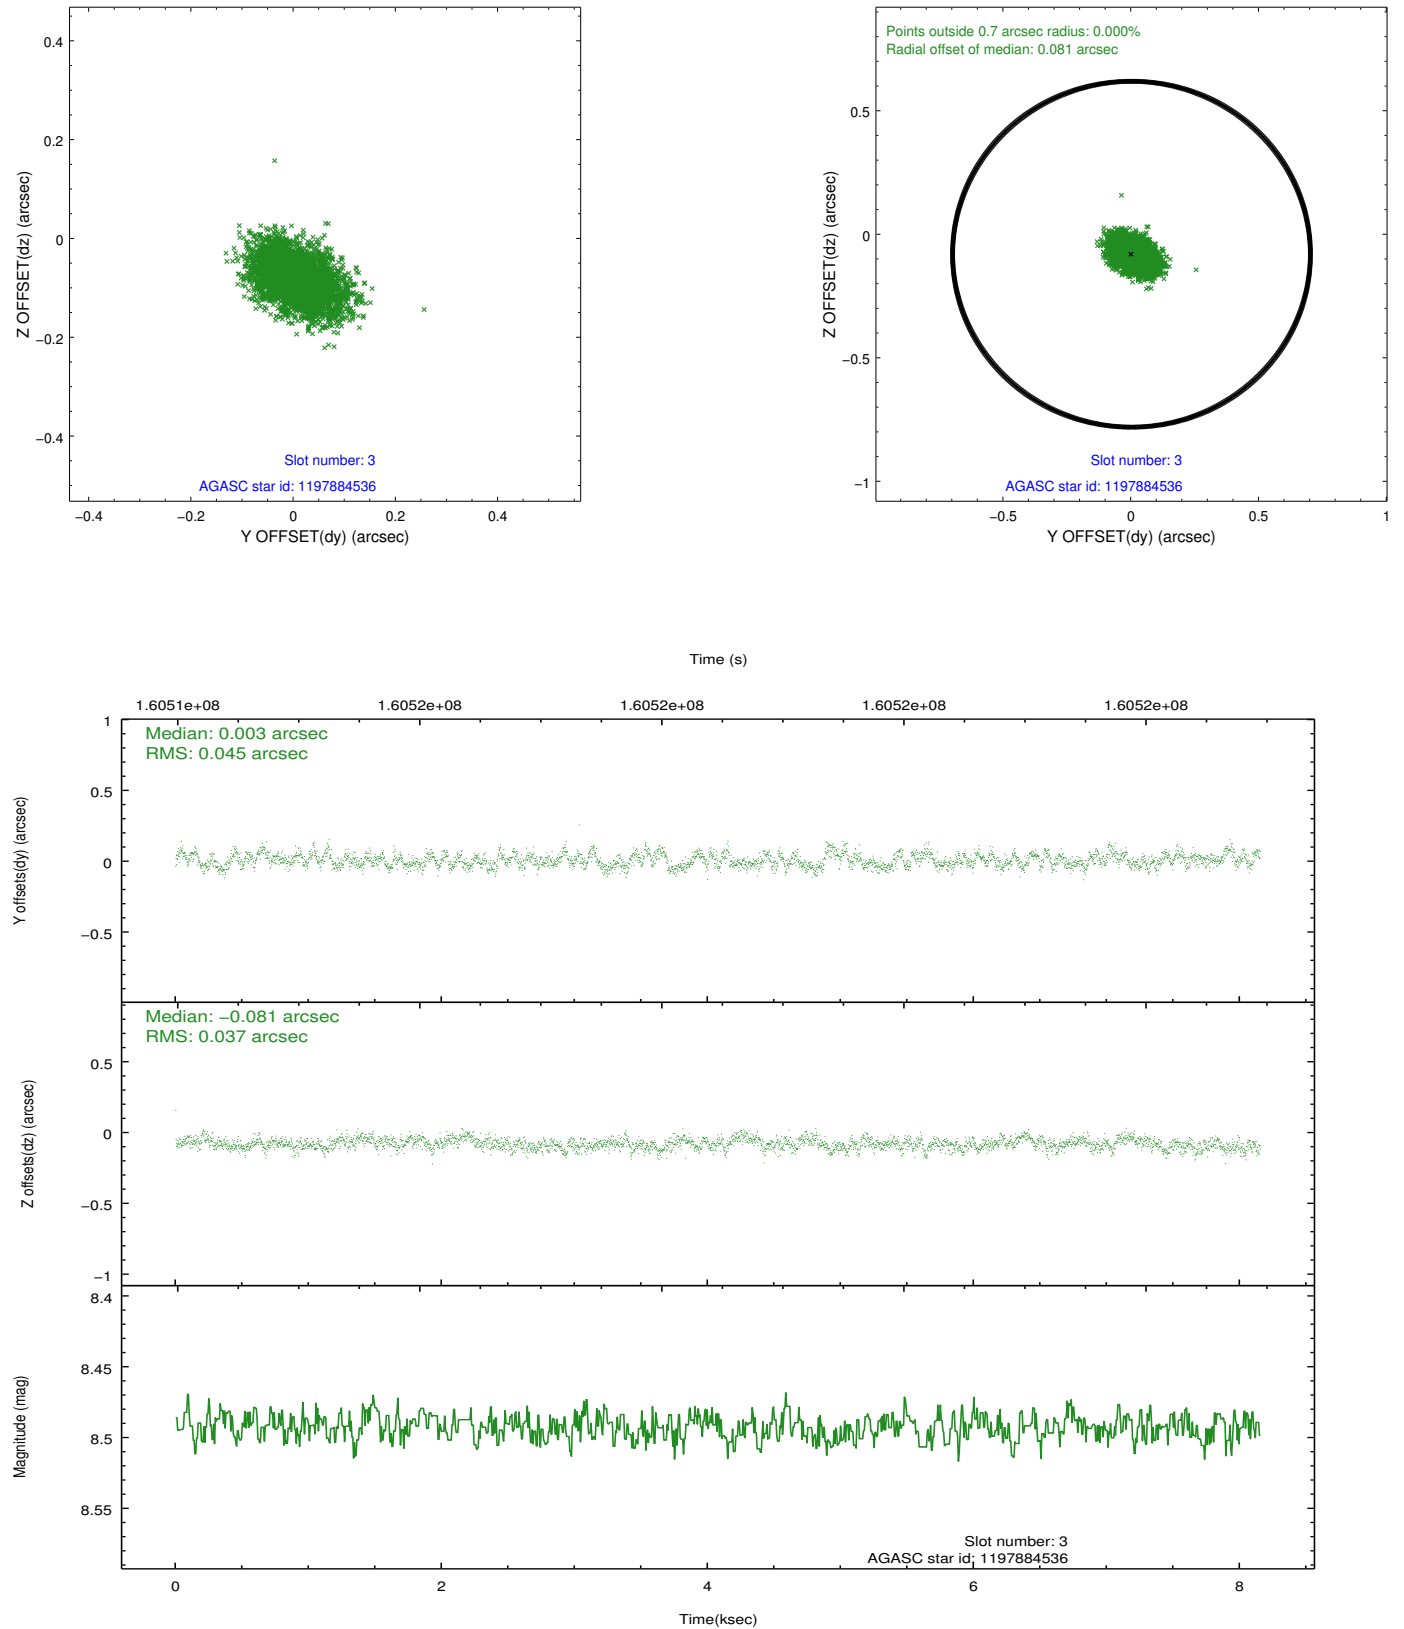 0.4
0.2
0
−0.2
−0.4
Z OFFSET(dz) (arcsec)
Slot number: 3
AGASC star id: 1197884536
−0.4 −0.2 0 0.2 0.4
Y OFFSET(dy) (arcsec)
Points outside 0.7 arcsec radius: 0.000%
Radial offset of median: 0.081 arcsec
0.5
0
−0.5
−1
Z OFFSET(dz) (arcsec)
Slot number: 3
AGASC star id: 1197884536
−0.5 0 0.5 1
Y OFFSET(dy) (arcsec)
Time (s)
1.6051e+08 1.6052e+08 1.6052e+08 1.6052e+08 1.6052e+08
Median: 0.003 arcsec
RMS: 0.045 arcsec
1
0.5
0
−0.5
Y offsets(dy) (arcsec)
Median: −0.081 arcsec
RMS: 0.037 arcsec
0.5
0
−0.5
−1
Z offsets(dz) (arcsec)
8.4
8.45
8.5
8.55
Magnitude (mag)
Slot number: 3
AGASC star id: 1197884536
0 2 4 6 8
Time(ksec)